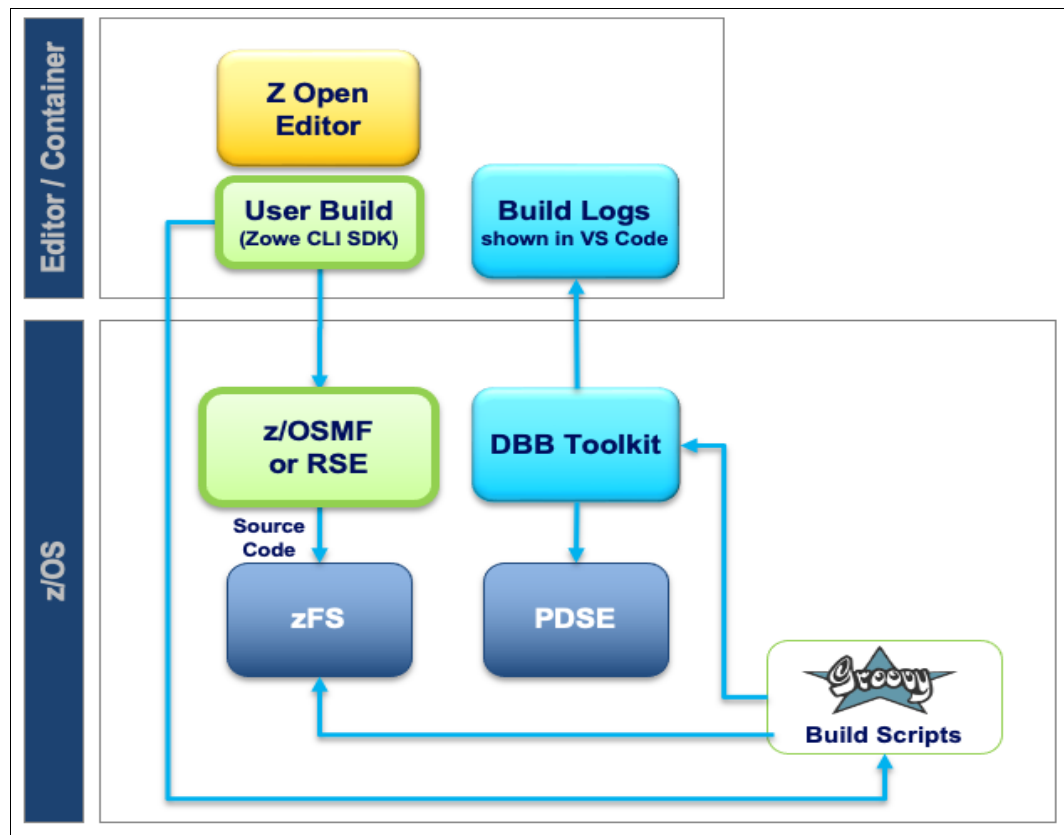 Editor / Container
Z Open
Editor
User Build
(Zowe CLI SDK)
Build Logs
shown in VS Code
z/OS
z/OSMF
or RSE
DBB Toolkit
Source
Code
zFS
PDSE
Groovy
Build Scripts